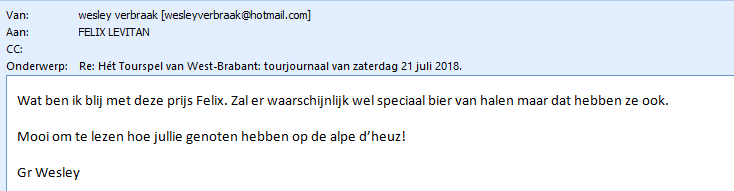 Van: wesley verbraak [wesleyverbraak@hotmail.com]
Aan: FELIX LEVITAN
CC:
Onderwerp: Re: Hét Tourspel van West-Brabant: tourjournaal van zaterdag 21 juli 2018.
Wat ben ik blij met deze prijs Felix. Zal er waarschijnlijk wel speciaal bier van halen maar dat hebben ze ook.
Mooi om te lezen hoe jullie genoten hebben op de alpe d’heuz!
Gr Wesley